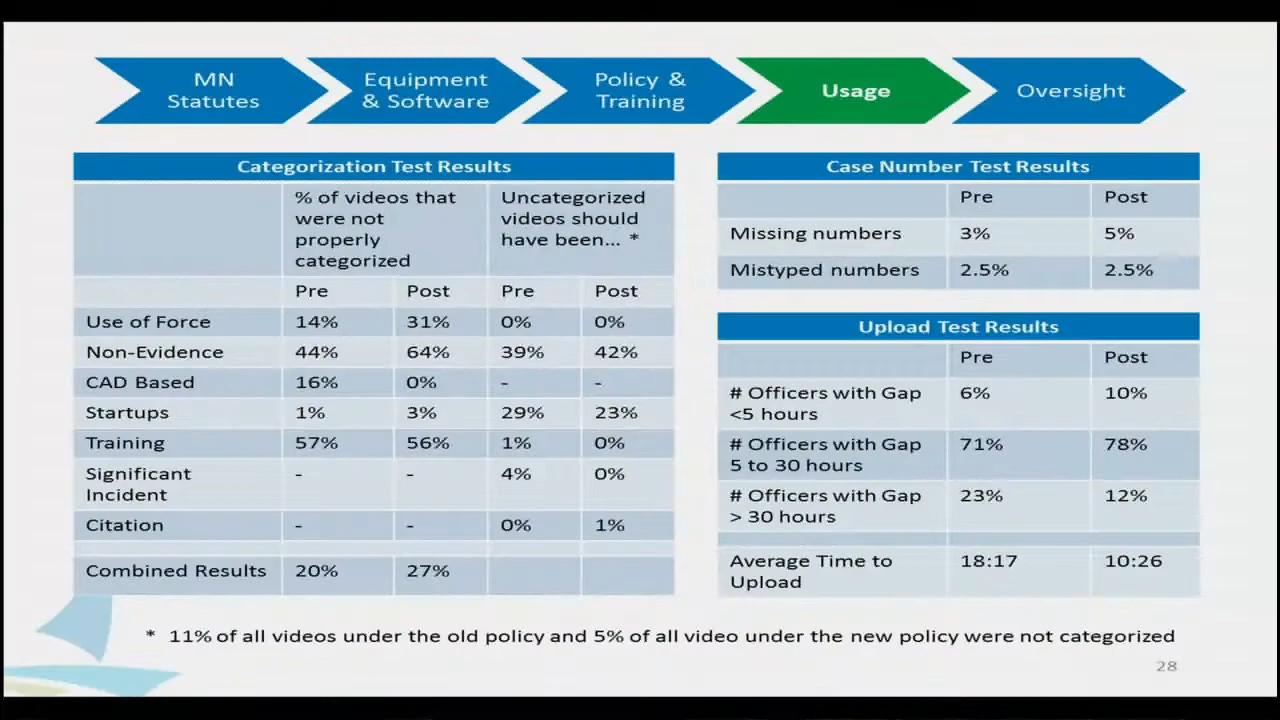 MN
Statutes
Equipment
& Software
Policy &
Training
Usage
Oversight
Categorization Test Results
% of videos that
were not
properly
categorized
Uncategorized
videos should
have been... *
Pre Post Pre Post
Use of Force 14% 31% 0% 0%
Non-Evidence 44% 64% 39% 42%
CAD Based 16% 0% - -
Startups 1% 3% 29% 23%
Training 57% 56% 1% 0%
Significant
Incident - - 4% 0%
Citation - - 0% 1%
Combined Results 20% 27%
Case Number Test Results
Pre Post
Missing numbers 3% 5%
Mistyped numbers 2.5% 2.5%
Upload Test Results
Pre Post
# Officers with Gap
<5 hours 6% 10%
# Officers with Gap
5 to 30 hours 71% 78%
# Officers with Gap
> 30 hours 23% 12%
Average Time to
Upload 18:17 10:26
* 11% of all videos under the old policy and 5% of all video under the new policy were not categorized
28